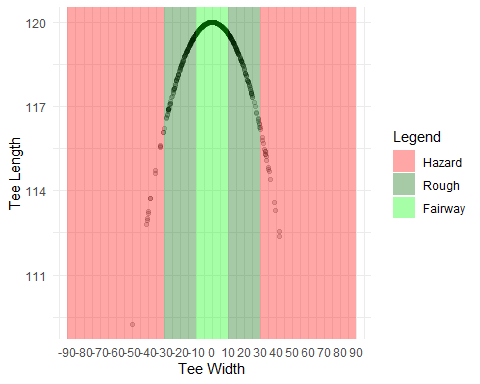 120
117
114
111
Tee Length
-90-80-70-60-50-40-30-20-10 0 10 20 30 40 50 60 70 80 90
Tee Width
Legend
Hazard
Rough
Fairway